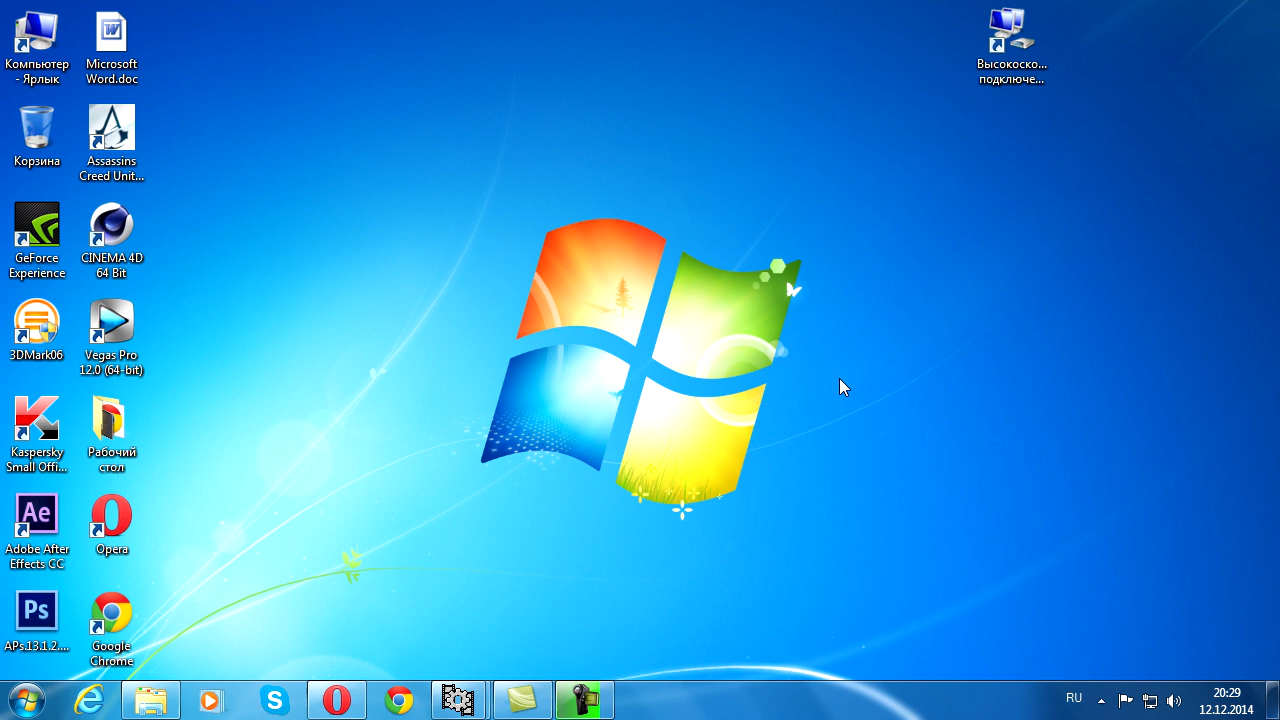 Компьютер
- Ярлык
Microsoft
Word.doc
Корзина
Assassins
Creed Unit...
GeForce
Experience
CINEMA 4D
64 Bit
3DMark06
Vegas Pro
12.0 (64-bit)
Kaspersky
Small Offi...
Рабочий
стол
Ae
Adobe After
Effects CC
Opera
Ps
APs.13.1.2....
Google
Chrome
Высокоско...
подключе...
RU
20:29
12.12.2014